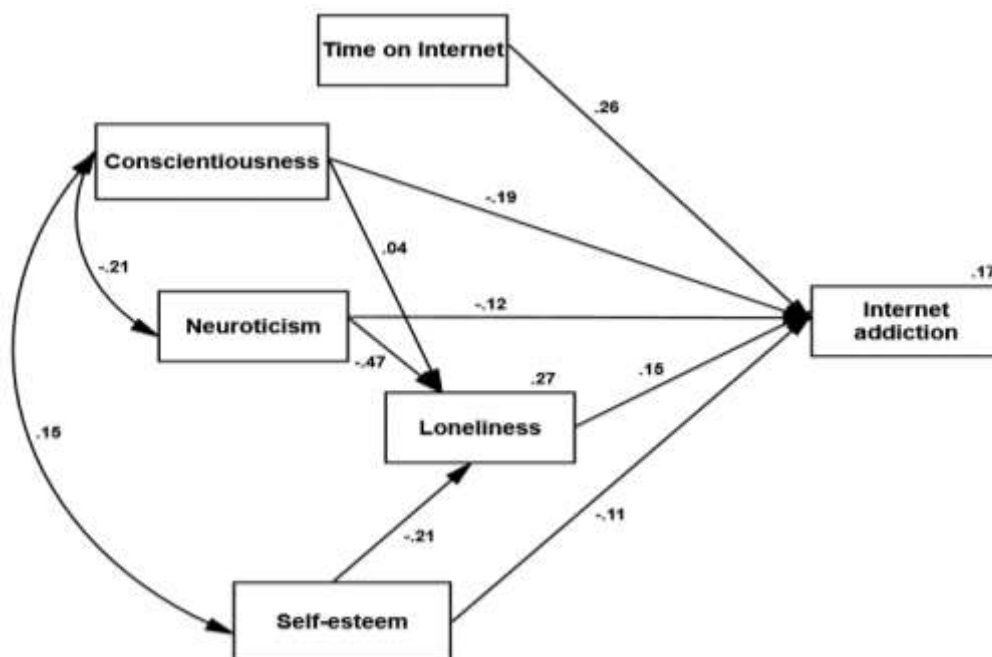 Time on Internet
.26
Conscientiousness
-.19
.04
-.21
.17
Neuroticism
-.12
Internet
addiction
-.47
.27
.15
Loneliness
.15
-.11
-.21
Self-esteem